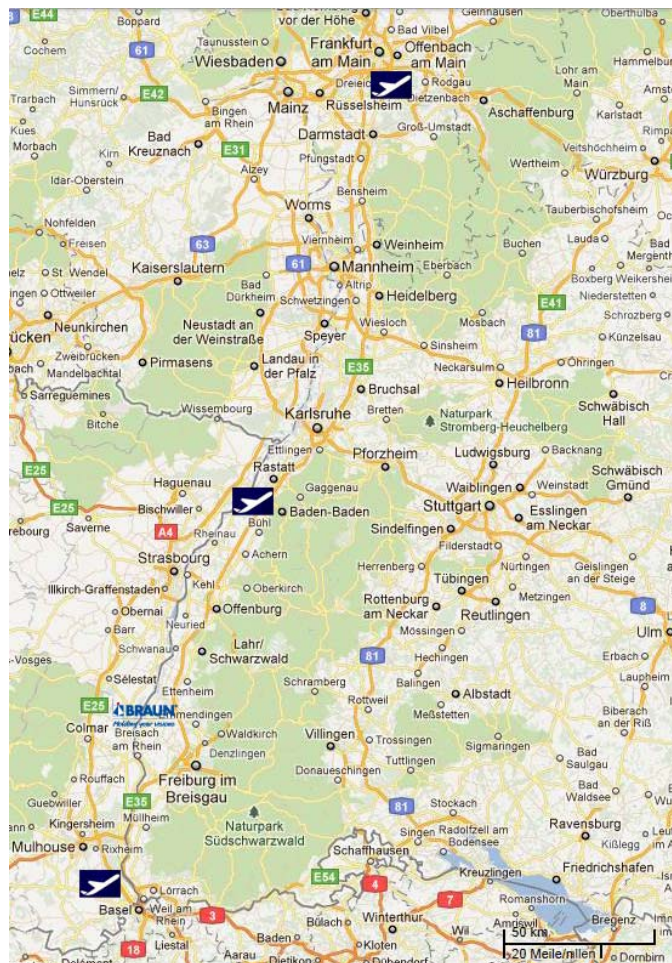 E44
Boppard
Bad Homburg
vor der Höhe
Geinhausen
Oberthulba
61
Taunusstein
Bad Vilbel
Frankfurt
am Main
Offenbach
am Main
Wiesbaden
Hammelburg
Simmern/
Hunsrück
E42
Rodgau
Lohr am
Main
Trarbach
Bingen
am Rhein
Mainz
Rüsselsheim
Dietzenbach
Aschaffenburg
Karlstadt
Kues
Morbach
Bad
Kreuznach
Darmstadt
Groß-Umstadt
Kirn
E31
Pfungstadt
Veitshöchheim
Alzey
Wertheim
Würzburg
Idar-Oberstein
Bensheim
Worms
Tauberbischofsheim
Nohfelden
Freisen
63
Viernheim
Weinheim
Buchen
Lauda
Bad
Mergentheim
St. Wendel
Kaiserslautern
61
Mannheim
Eberbach
Boxberg
Weikersheim
Ottweiler
Bad
Dürkheim
Altrip
Schwetzingen
Heidelberg
E41
Niederstetten
Neunkirchen
Neustadt an
der Weinstraße
Speyer
Wiesloch
Mosbach
Schrozberg
81
Künzelsau
Zweibrücken
Sinsheim
Mandelbachtal
Pirmasens
Landau in
der Pfalz
E35
Neckarsulm
Öhringen
Sarreguemines
Bruchsal
Heilbronn
Bitche
Wissembourg
Karlsruhe
Bretten
Naturpark
Stromberg-Heuchelberg
Schwäbisch
Hall
Ettlingen
Backnang
E25
Rastatt
Pforzheim
Ludwigsburg
Haguenau
Gaggenau
Waiblingen
Weinstadt
Schwäbisch
Gmünd
E25
Bischwiller
Baden-Baden
Stuttgart
Esslingen
am Neckar
Saverne
A4
Rheinau
Bühl
Sindelfingen
Strasbourg
Achern
Filderstadt
Herrenberg
Nürtingen
Geislingen
an der Steige
Illkirch-Graffenstaden
Kehl
Oberkirch
Tübingen
Metzingen
Obernai
Offenburg
Rottenburg
am Neckar
Reutlingen
8
Barr
Neuried
Mössingen
Ulm
Schwanau
Lahr/
Schwarzwald
81
Hechingen
Erbach
Sélestat
Laupheim
Ettenheim
Schramberg
Balingen
Albstadt
E25
BRAUN
Molding your visions
Emmendingen
Rottweil
Meßstetten
Biberach
an der Riß
Colmar
Breisach
am Rhein
Waldkirch
Villingen
Trossingen
Sigmaringen
Denzlingen
Bad
Saulgau
Rouffach
Freiburg im
Breisgau
Tuttlingen
Donaueschingen
Bad
Waldsee
Guebwiller
E35
81
Stockach
Kingersheim
Müllheim
Naturpark
Südschwarzwald
Singen
Radolfzell am
Bodensee
Ravensburg
Mulhouse
Rixheim
Kißlegg
Schaffhausen
Kreuzlingen
Friedrichshafen
Lörrach
E54
4
7
Romanshorn
Basel
Weil am
Rhein
3
Winterthur
Amriswil
Bregenz
Bülach
Wil
50 km
18
Liestal
Baden
Kloten
20 Meile/n
Aarau
Dietikon
Dübendorf
Dornbirn